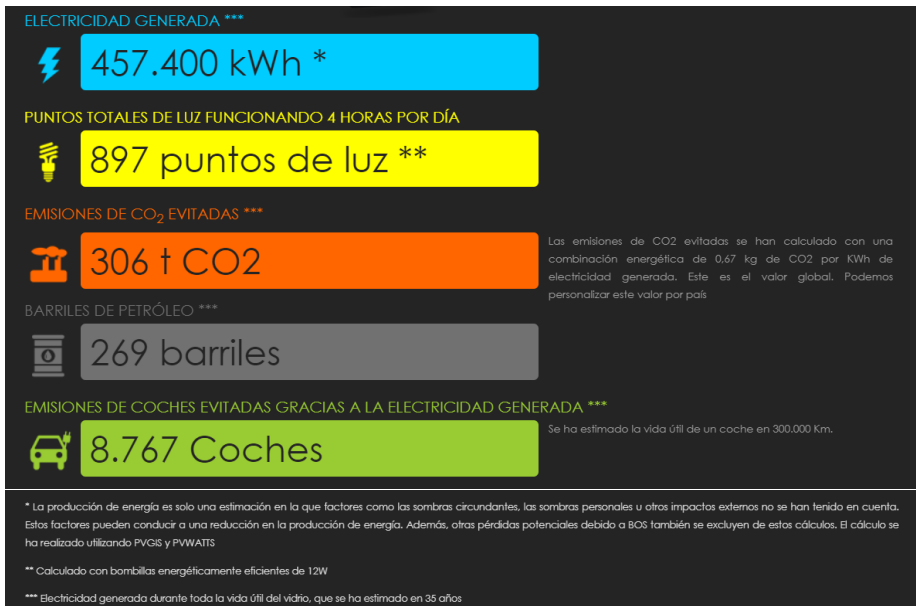 ELECTRICIDAD GENERADA ***
457.400 kWh *
PUNTOS TOTALES DE LUZ FUNCIONANDO 4 HORAS POR DÍA
897 puntos de luz **
EMISIONES DE CO₂ EVITADAS ***
306 t CO2
Las emisiones de CO2 evitadas se han calculado con una
combinación energética de 0,67 kg de CO2 por KWh de
electricidad generada. Este es el valor global. Podemos
personalizar este valor por país
BARRILES DE PETRÓLEO ***
269 barriles
EMISIONES DE COCHES EVITADAS GRACIAS A LA ELECTRICIDAD GENERADA ***
8.767 Coches
Se ha estimado la vida útil de un coche en 300.000 Km.
* La producción de energía es solo una estimación en la que factores como las sombras circundantes, las sombras personales u otros impactos externos no se han tenido en cuenta.
Estos factores pueden conducir a una reducción en la producción de energía. Además, otras pérdidas potenciales debido a BOS también se excluyen de estos cálculos. El cálculo se
ha realizado utilizando PVGIS y PVWATTS
** Calculado con bombillas energéticamente eficientes de 12W
*** Electricidad generada durante toda la vida útil del vidrio, que se ha estimado en 35 años